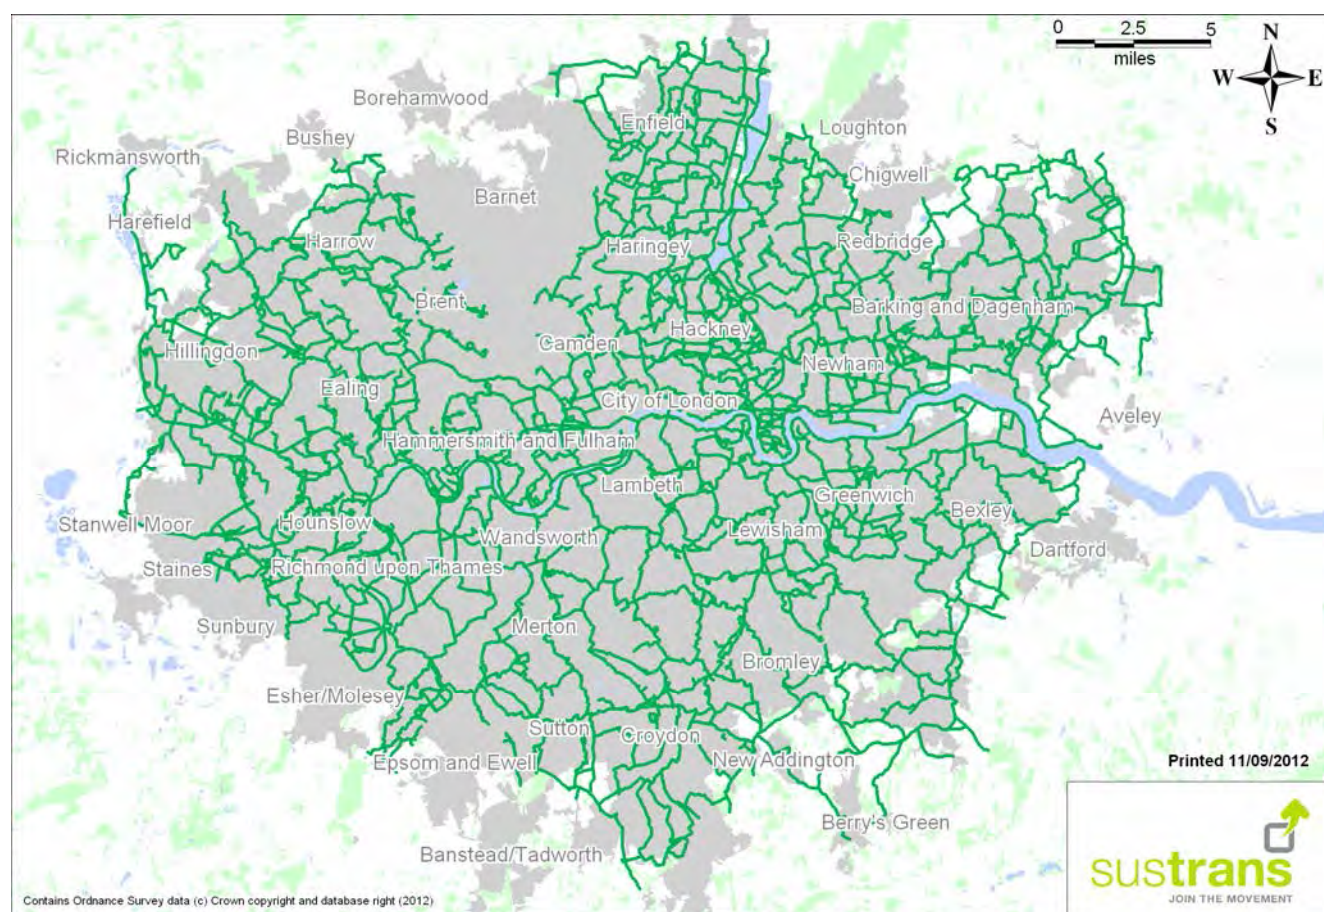 0 2.5 5
miles
N
W E
S
Borehamwood
Bushey
Enfield
Loughton
Rickmansworth
Chigwell
Barnet
Harefield
Harrow
Haringey
Redbridge
Brent
Barking and Dagenham
Hackney
Camden
Hillingdon
Newham
Ealing
City of London
Aveley
Hammersmith and Fulham
Lambeth
Greenwich
Bexley
Stanwell Moor
Hounslow
Wandsworth
Lewisham
Dartford
Staines
Richmond upon Thames
Sunbury
Merton
Bromley
Esher/Molesey
Sutton
Croydon
Epsom and Ewell
New Addington
Printed 11/09/2012
Berry's Green
Banstead/Tadworth
sustrans
JOIN THE MOVEMENT
Contains Ordnance Survey data (c) Crown copyright and database right (2012)